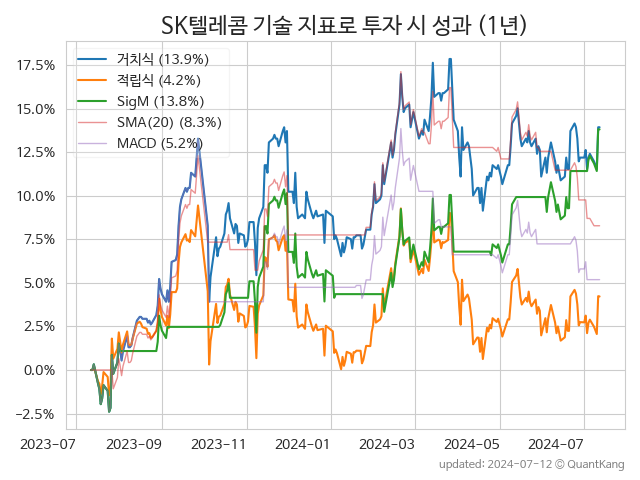 SK텔레콤 기술 지표로 투자 시 성과 (1년)
거치식 (13.9%)
적립식 (4.2%)
SigM (13.8%)
SMA(20) (8.3%)
MACD (5.2%)
17.5%
15.0%
12.5%
10.0%
7.5%
5.0%
2.5%
0.0%
−2.5%
2023-07 2023-09 2023-11 2024-01 2024-03 2024-05 2024-07
updated: 2024-07-12 © QuantKang